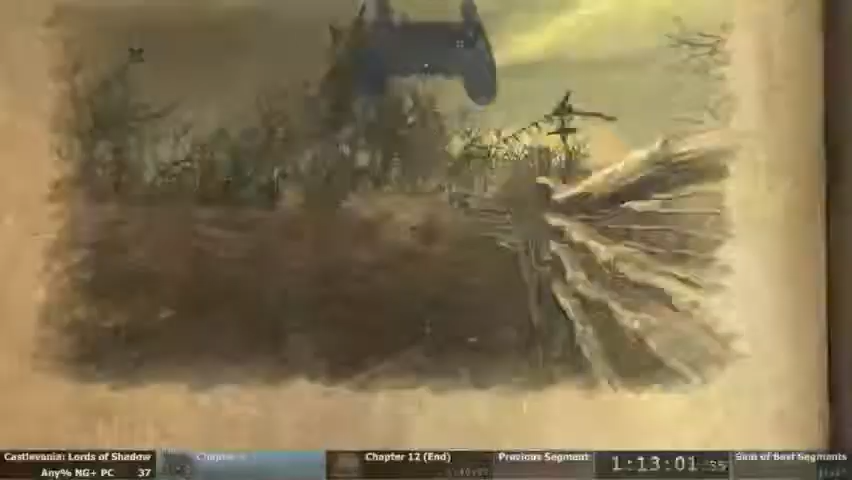 Castlevania: Lords of Shadow
Any% NG+ PC 37
Chapter
Chapter 12 (End)
Previous Segment
1:13:01
Sum of Best Segments